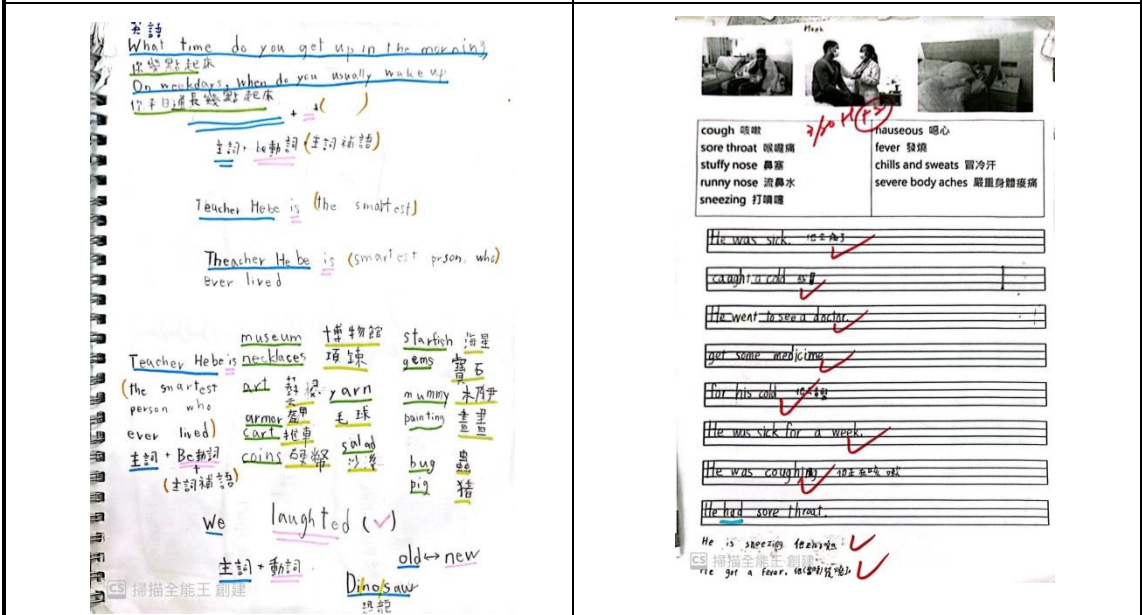 英語
What time do you get up in the morning
你幾點起床
On weekdays, when do you usually wake up
你平日通長幾點起床
+ +( )
主詞+be動詞+(主詞補語)
Teacher Hebe is (the smartest)
Theacher Hebe is (smartest prson, who)
ever lived
Teacher Hebe is
(the smartest
person who
ever lived)
主詞+Be動詞
+
(主詞補語)
museum 博物館
necklaces 項鍊
art 藝
armor 盔甲
cart 推車
coins 硬幣
yarn
毛球
salad
沙漠
starfish 海星
gems 寶石
mummy 木乃伊
painting 畫畫
bug 蟲
pig 豬
We laughted (✓)
主詞+動詞
old↔new
Dinosaur
恐龍
CS 掃描全能王 創建
cough 咳嗽
sore throat 喉嚨痛
stuffy nose 鼻塞
runny nose 流鼻水
sneezing 打噴嚏
nauseous 噁心
fever 發燒
chills and sweats 冒冷汗
severe body aches 嚴重身體痠痛
He was sick.
caught a cold
He went to see a doctor.
get some medicime
for his cold
He was sick for a week.
He was coughing
He had sore throat.
He is sneezing
He got a fever.
CS 掃描全能王 創建